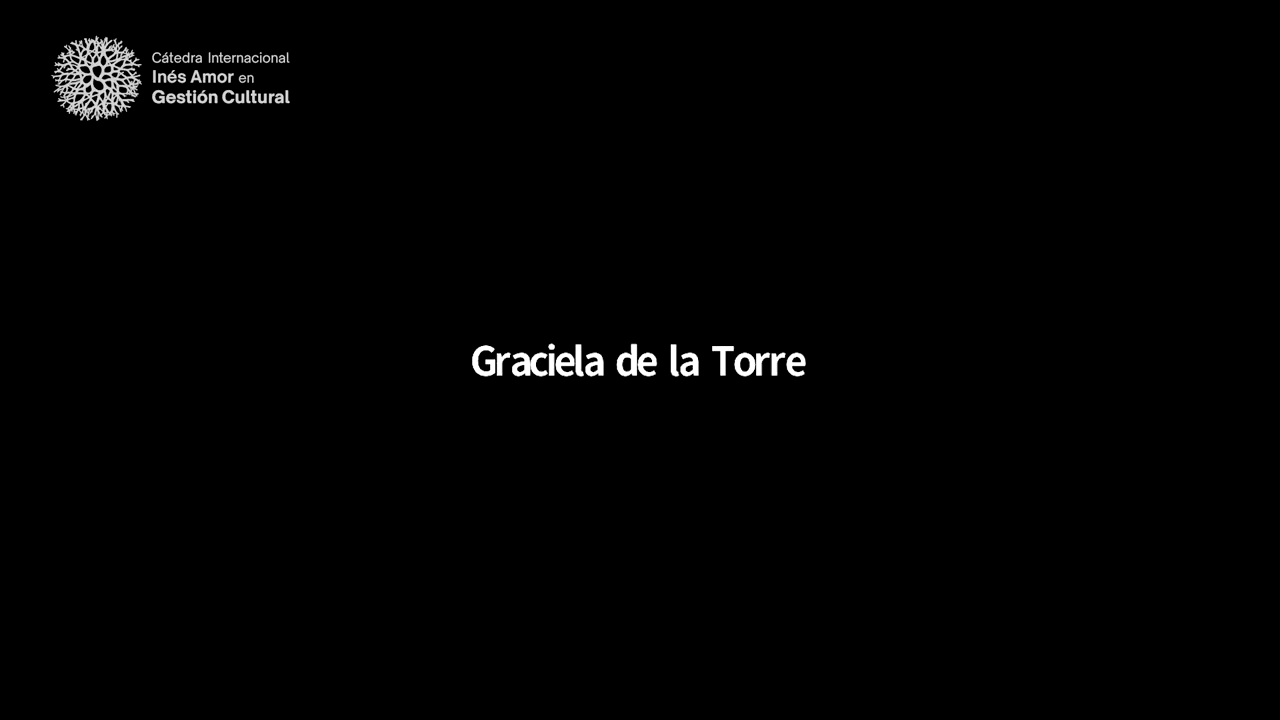 Cátedra Internacional
Inés Amor en
Gestión Cultural
Graciela de la Torre